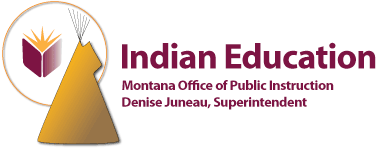 Indian Education
Montana Office of Public Instruction
Denise Juneau, Superintendent